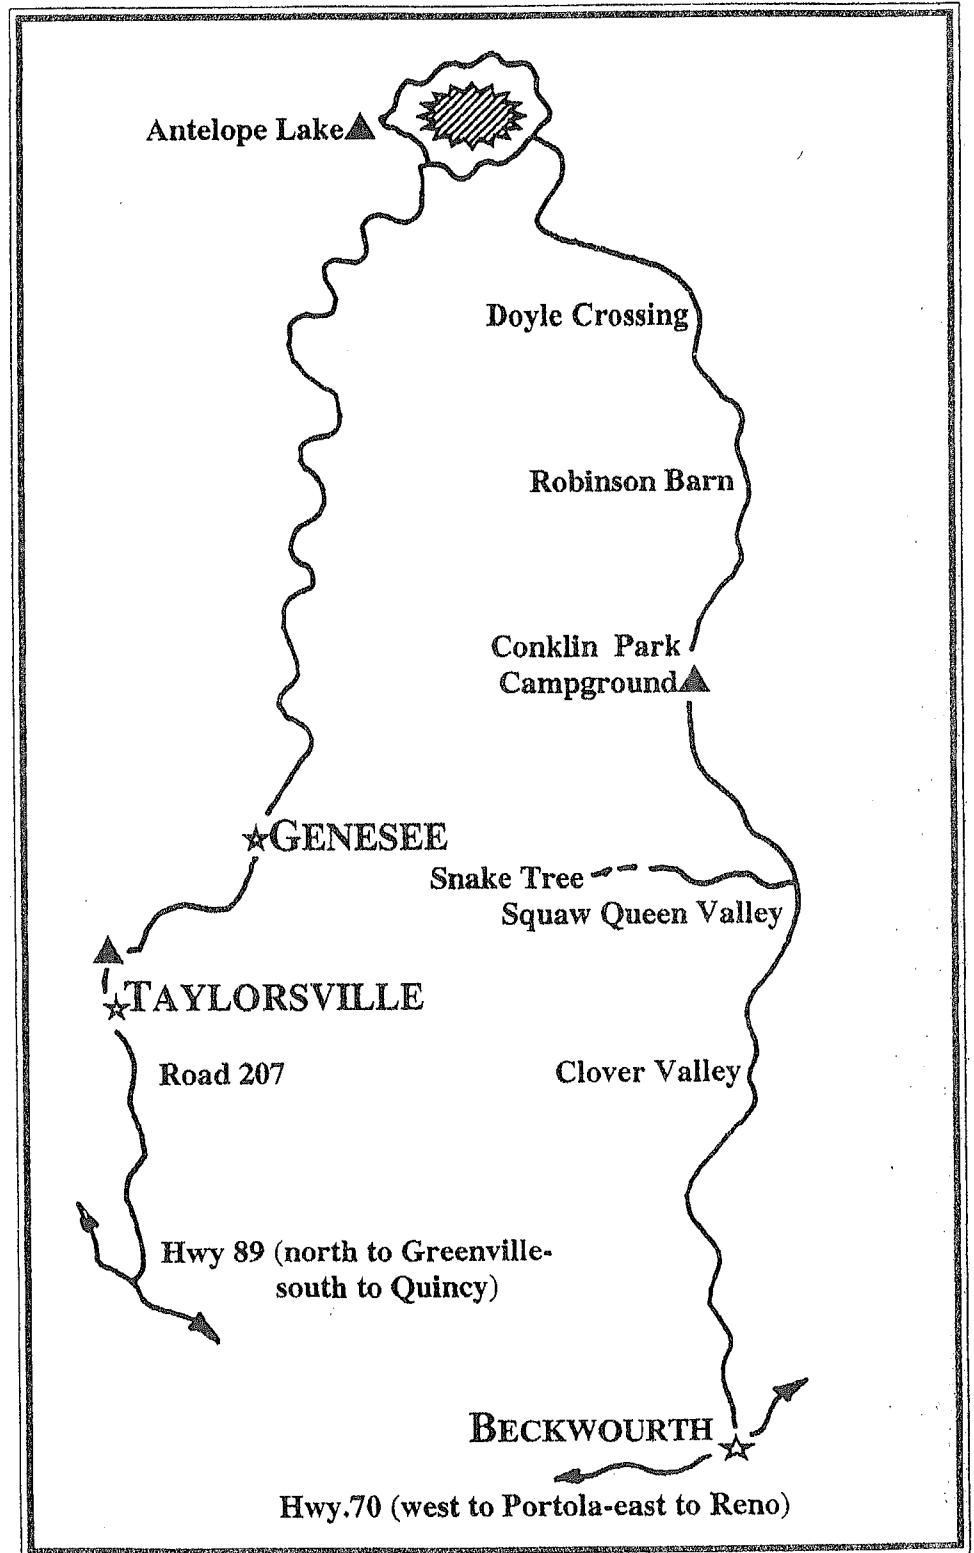 Antelope Lake
Doyle Crossing
Robinson Barn
Conklin Park
Campground
GENESEE
Snake Tree
Squaw Queen Valley
TAYLORSVILLE
Road 207
Clover Valley
Hwy 89 (north to Greenville-
south to Quincy)
BECKWOURTH
Hwy.70 (west to Portola-east to Reno)